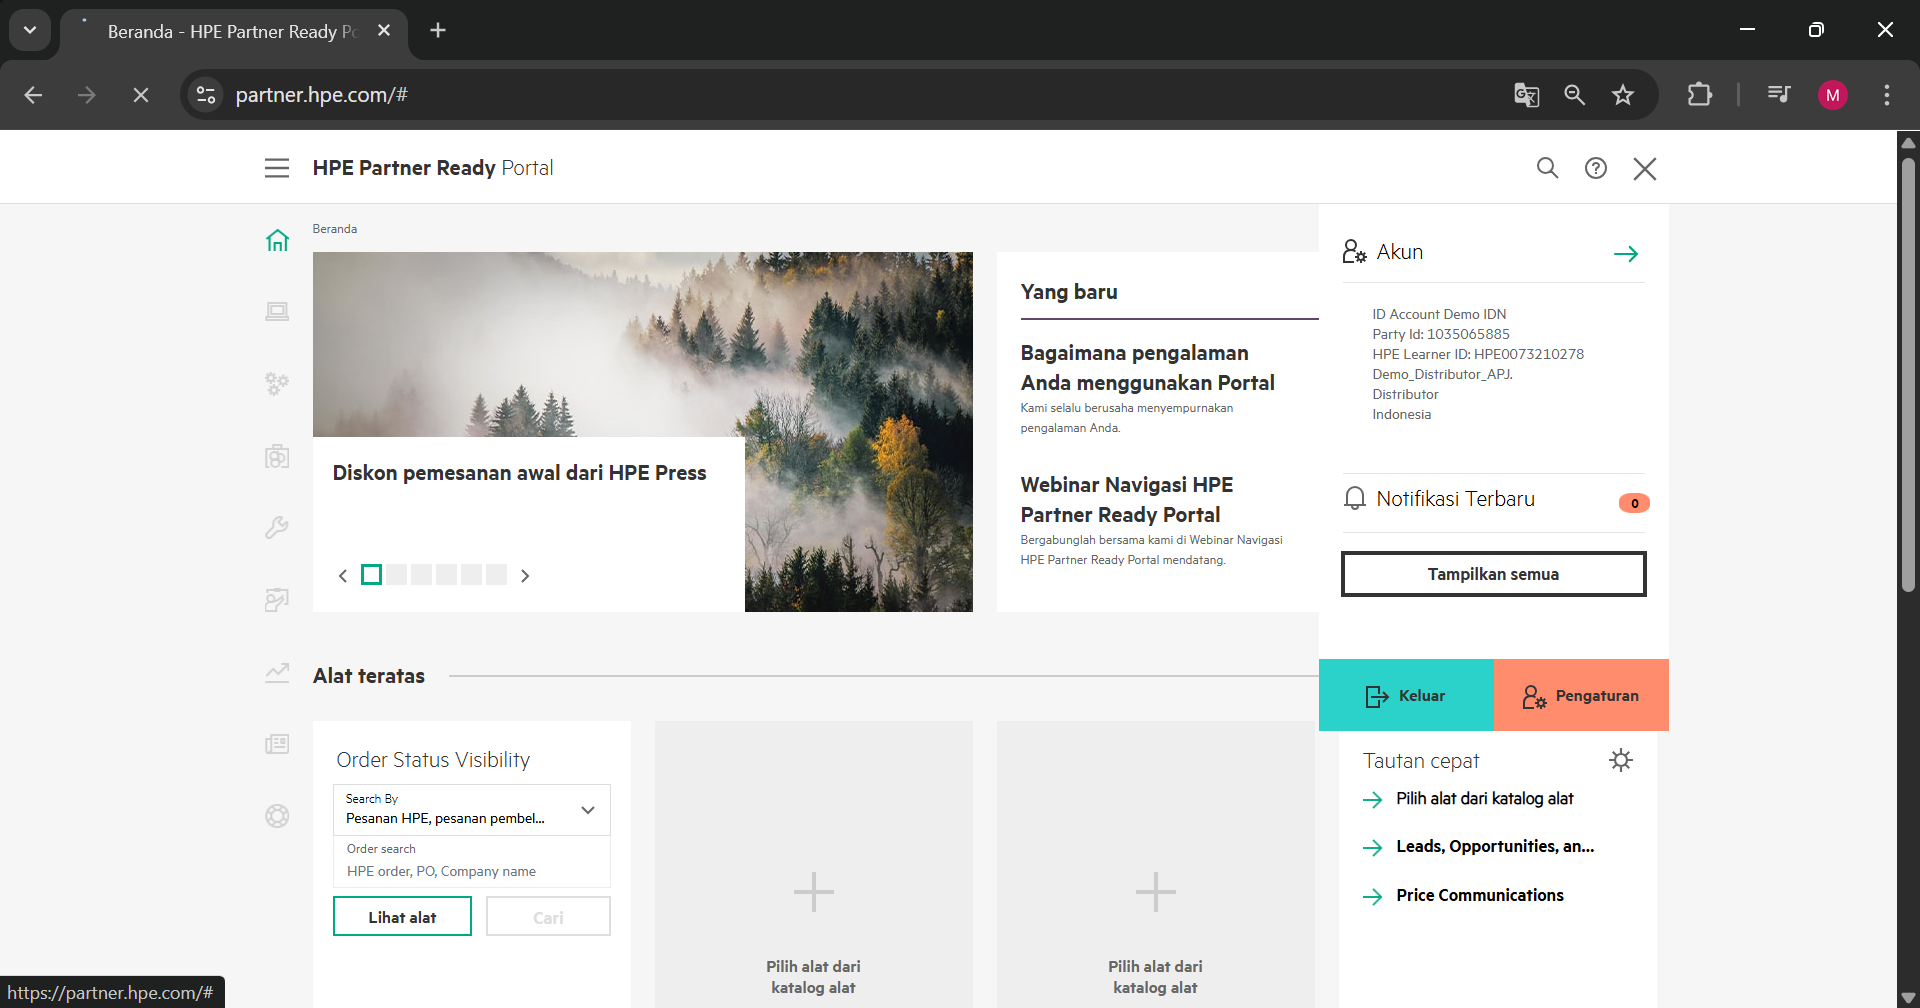 Beranda - HPE Partner Ready Po
partner.hpe.com/#
M
HPE Partner Ready Portal
Beranda
Diskon pemesanan awal dari HPE Press
Yang baru
Bagaimana pengalaman
Anda menggunakan Portal
Kami selalu berusaha menyempurnakan
pengalaman Anda.
Webinar Navigasi HPE
Partner Ready Portal
Bergabunglah bersama kami di Webinar Navigasi
HPE Partner Ready Portal mendatang.
Akun
ID Account Demo IDN
Party Id: 1035065885
HPE Learner ID: HPE0073210278
Demo_Distributor_APJ.
Distributor
Indonesia
Notifikasi Terbaru
0
Tampilkan semua
Keluar
Pengaturan
Alat teratas
Order Status Visibility
Search By
Pesanan HPE, pesanan pembel...
Order search
HPE order, PO, Company name
Lihat alat
Cari
Pilih alat dari
katalog alat
Pilih alat dari
katalog alat
Tautan cepat
Pilih alat dari katalog alat
Leads, Opportunities, an...
Price Communications
https://partner.hpe.com/#